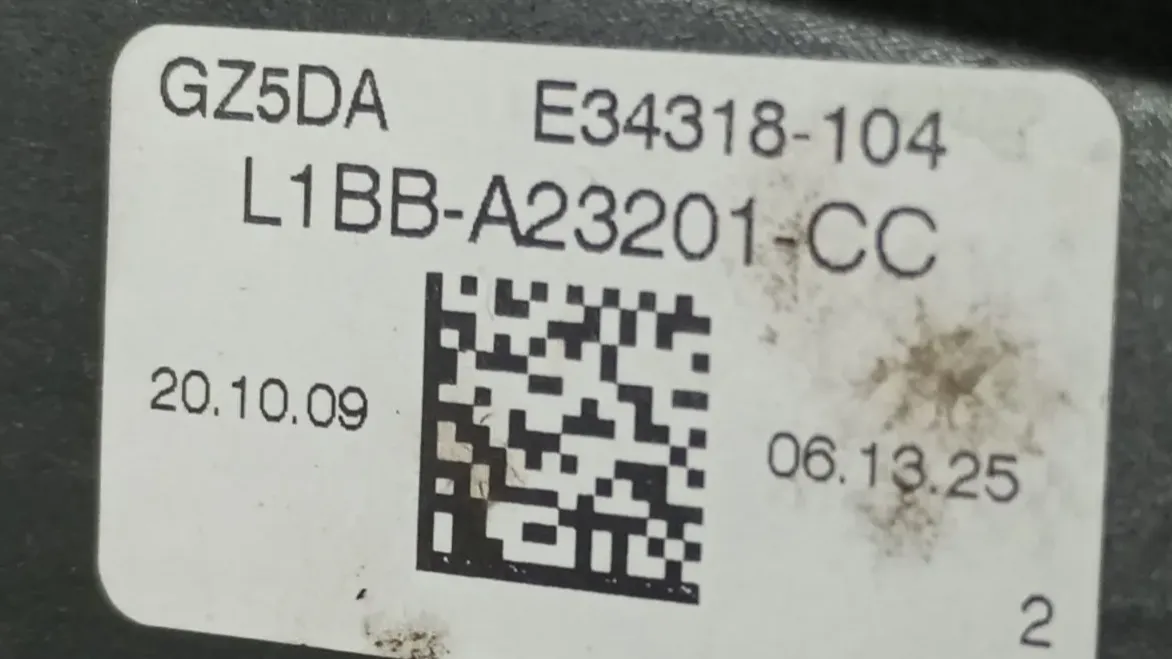 GZ5DA E34318-104
L1BB-A23201-CC
20.10.09 06.13.25
2